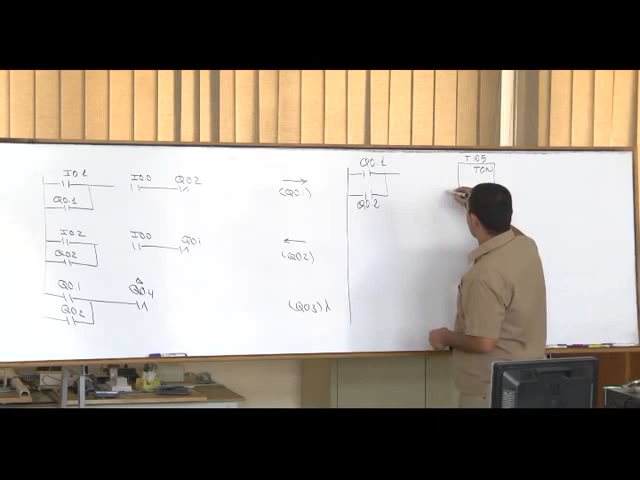 I0.1 I0.0 Q0.2
Q0.1 (Q0.1)
I0.2 I0.0 Q0.1
Q0.2 (Q0.2)
Q0.1 Q0.4
Q0.2 (Q0.3) λ
Q0.1
Q0.2
T105
TON